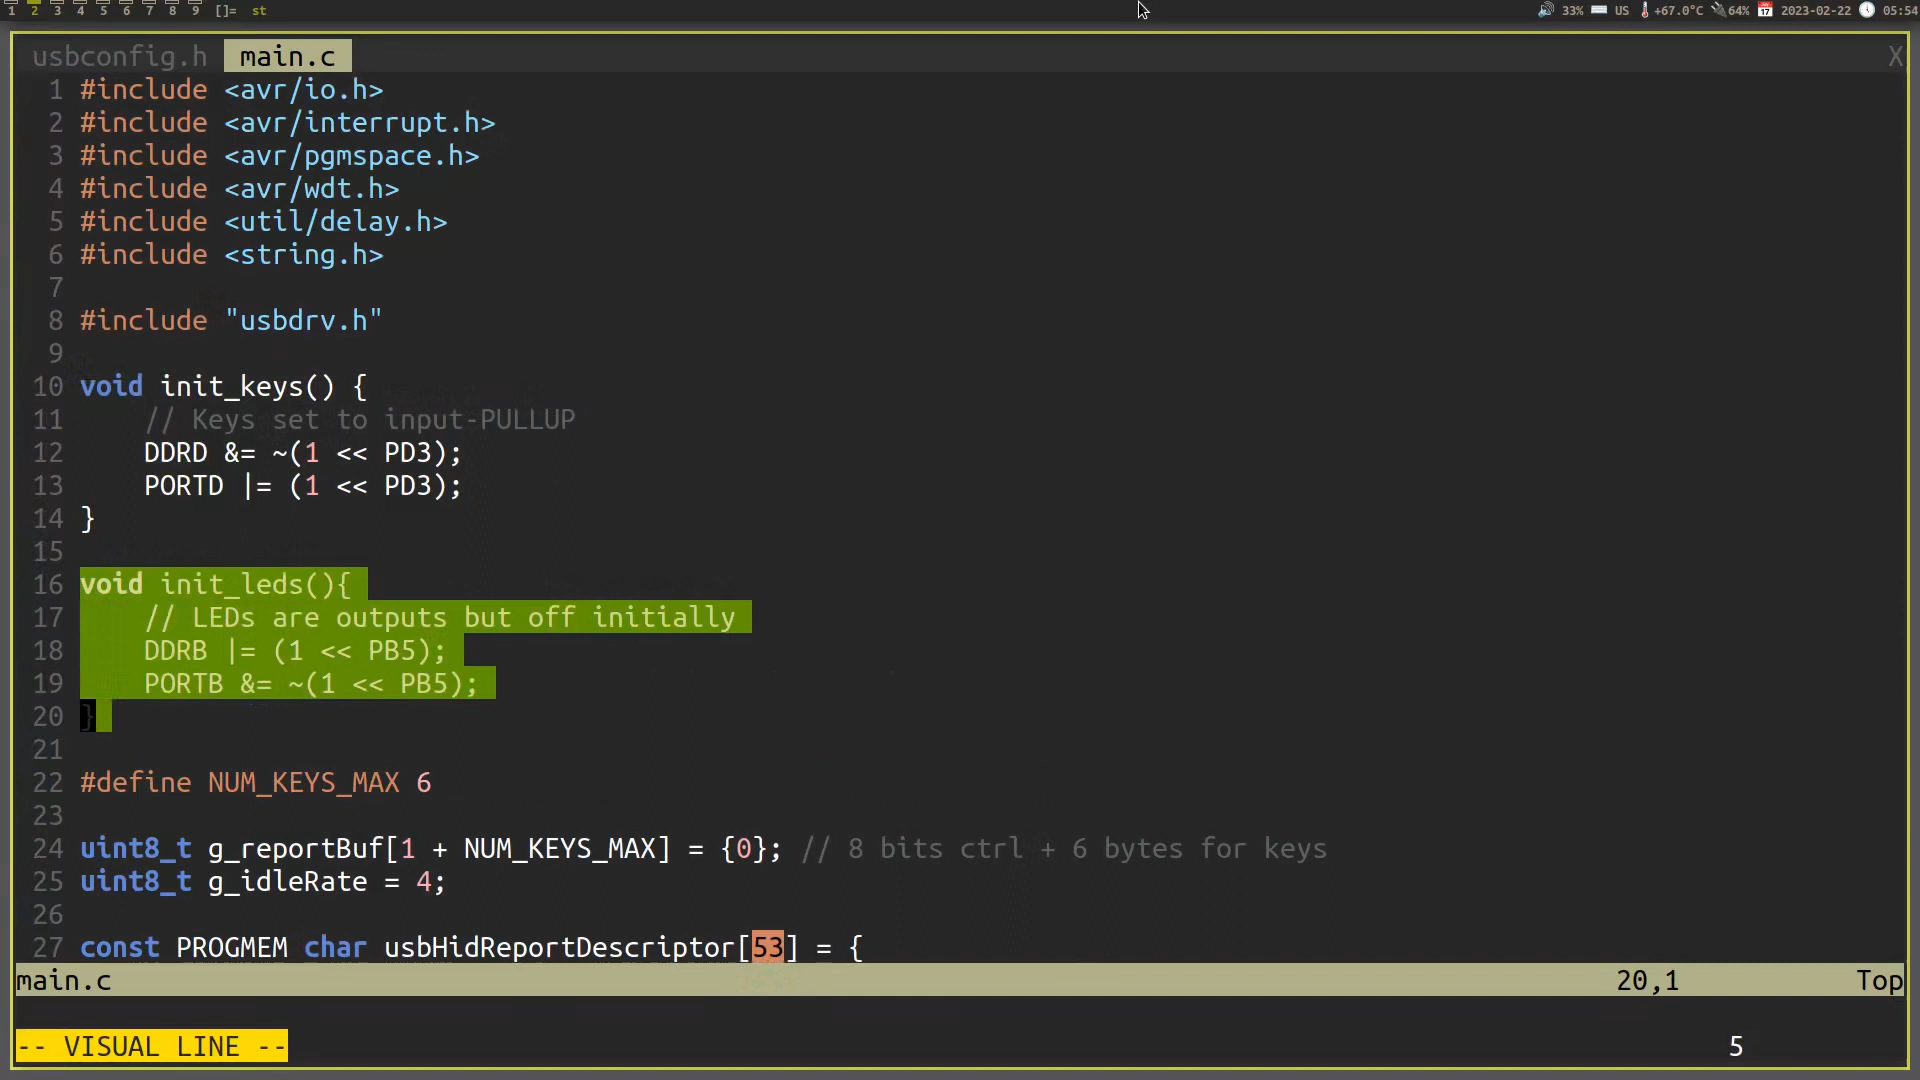 1 2 3 4 5 6 7 8 9 []= st 33% US +67.0°C 64% 2023-02-22 05:54
usbconfig.h main.c X
1 #include <avr/io.h>
2 #include <avr/interrupt.h>
3 #include <avr/pgmspace.h>
4 #include <avr/wdt.h>
5 #include <util/delay.h>
6 #include <string.h>
7
8 #include "usbdrv.h"
9
10 void init_keys() {
11     // Keys set to input-PULLUP
12     DDRD &= ~(1 << PD3);
13     PORTD |= (1 << PD3);
14 }
15
16 void init_leds(){
17     // LEDs are outputs but off initially
18     DDRB |= (1 << PB5);
19     PORTB &= ~(1 << PB5);
20 }
21
22 #define NUM_KEYS_MAX 6
23
24 uint8_t g_reportBuf[1 + NUM_KEYS_MAX] = {0}; // 8 bits ctrl + 6 bytes for keys
25 uint8_t g_idleRate = 4;
26
27 const PROGMEM char usbHidReportDescriptor[53] = {
main.c 20,1 Top
-- VISUAL LINE -- 5